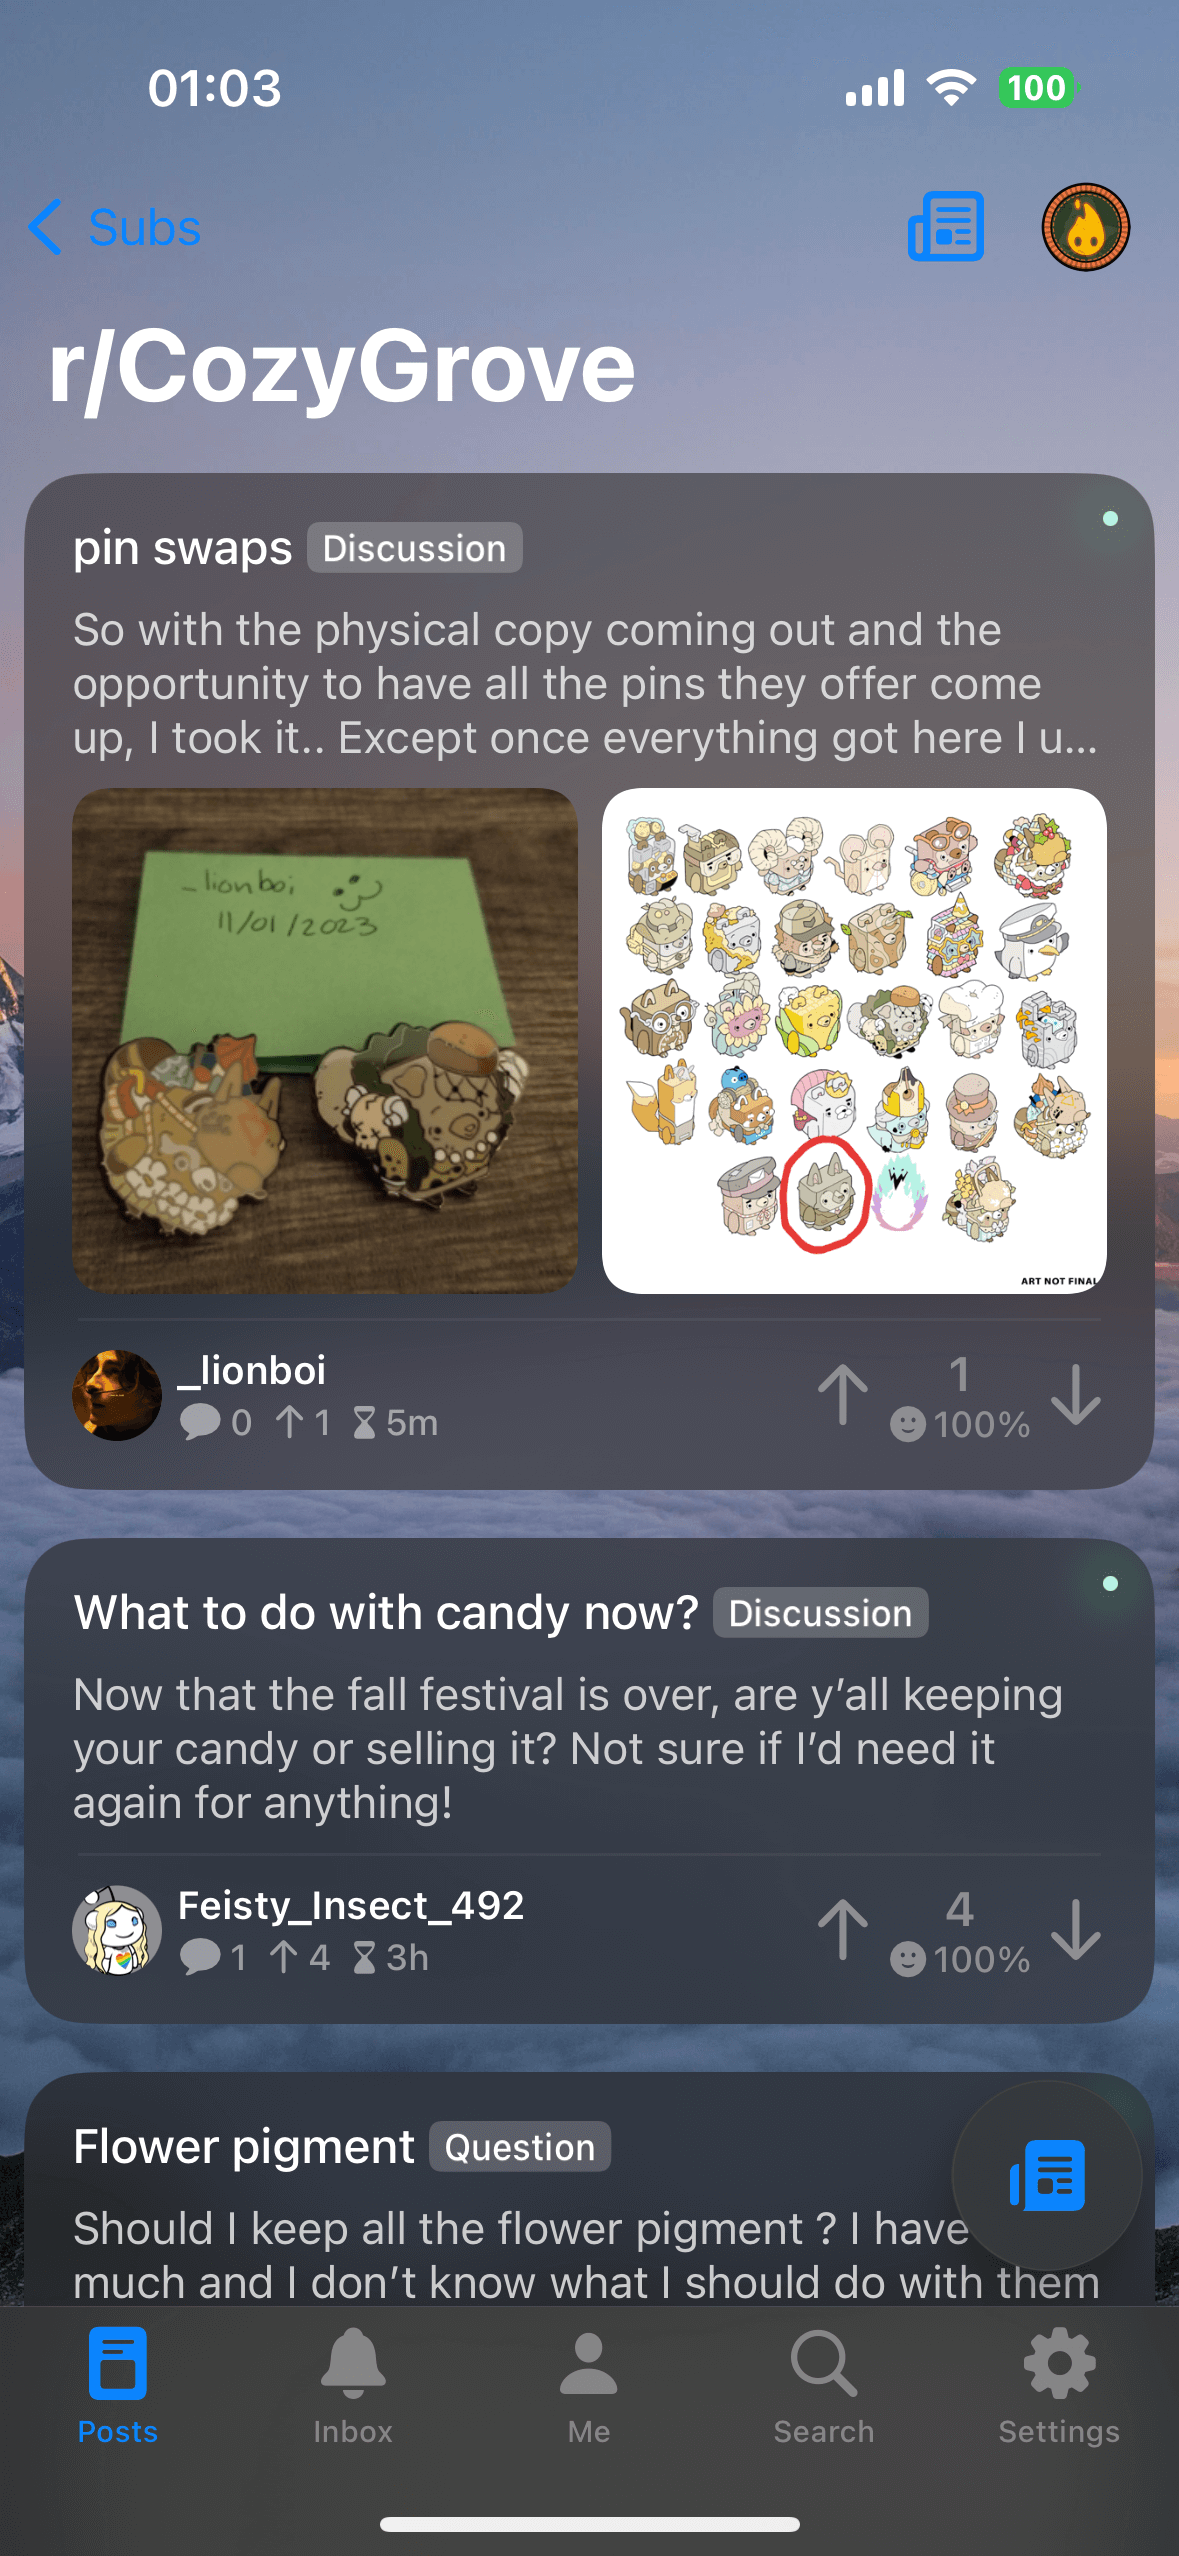 01:03
100
Subs
r/CozyGrove
pin swaps Discussion
So with the physical copy coming out and the
opportunity to have all the pins they offer come
up, I took it.. Except once everything got here I u...
_lionboi
11/01/2023
ART NOT FINAL
_lionboi
0 1 5m
1
100%
What to do with candy now? Discussion
Now that the fall festival is over, are y’all keeping
your candy or selling it? Not sure if I’d need it
again for anything!
Feisty_Insect_492
1 4 3h
4
100%
Flower pigment Question
Should I keep all the flower pigment ? I have
much and I don’t know what I should do with them
Posts
Inbox
Me
Search
Settings